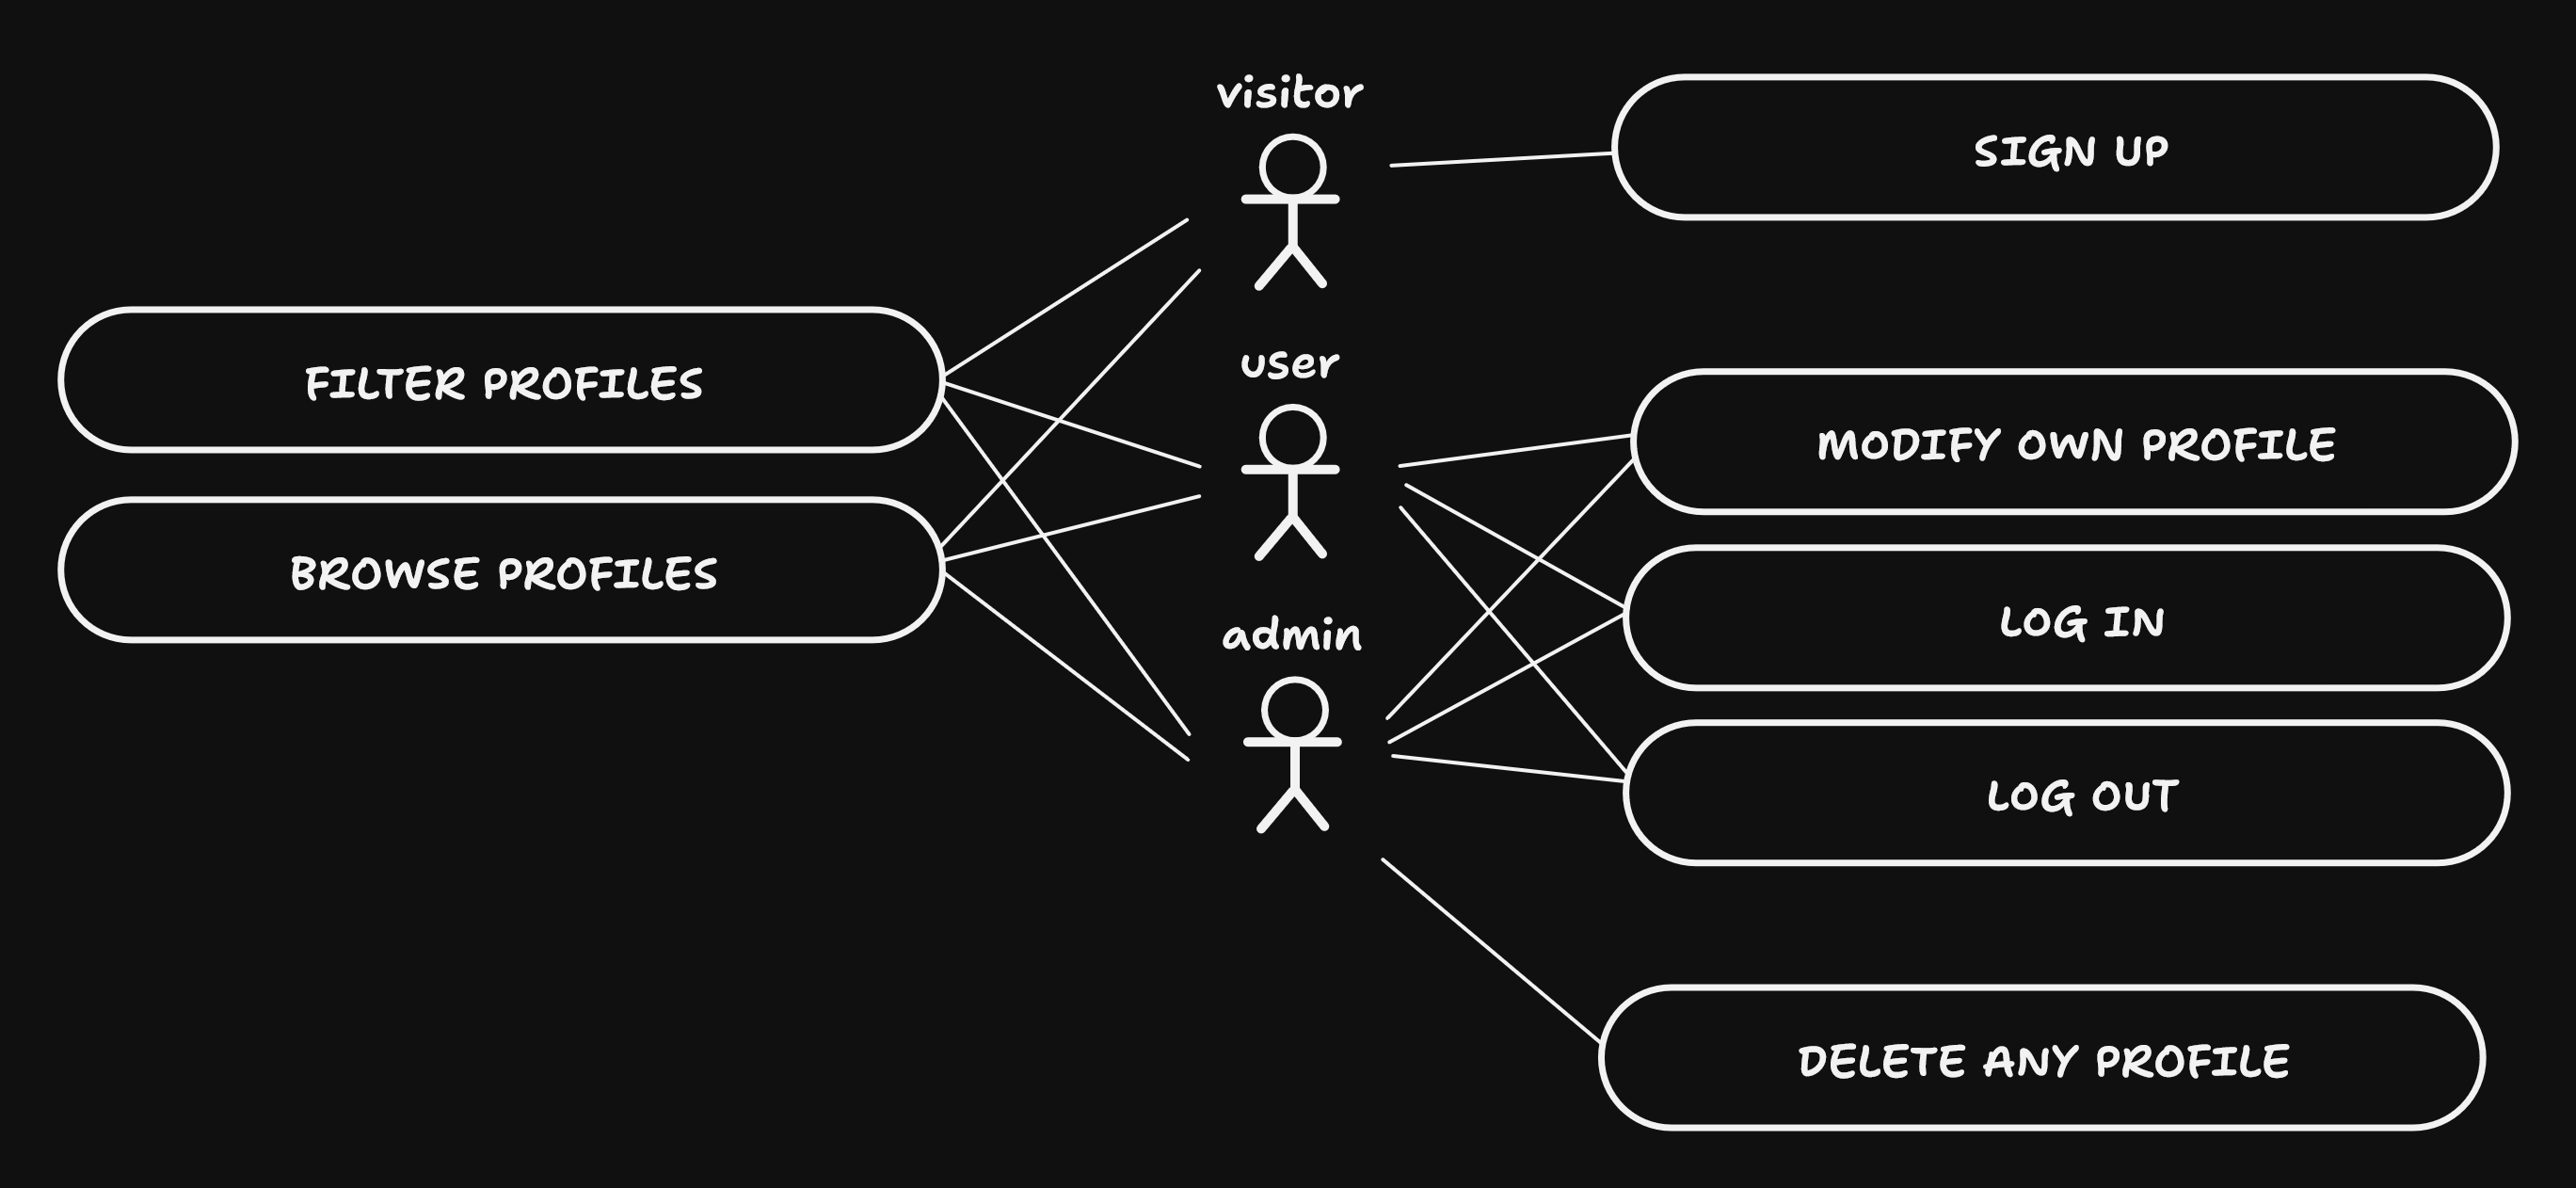 visitor
SIGN UP
FILTER PROFILES
user
MODIFY OWN PROFILE
BROWSE PROFILES
LOG IN
admin
LOG OUT
DELETE ANY PROFILE